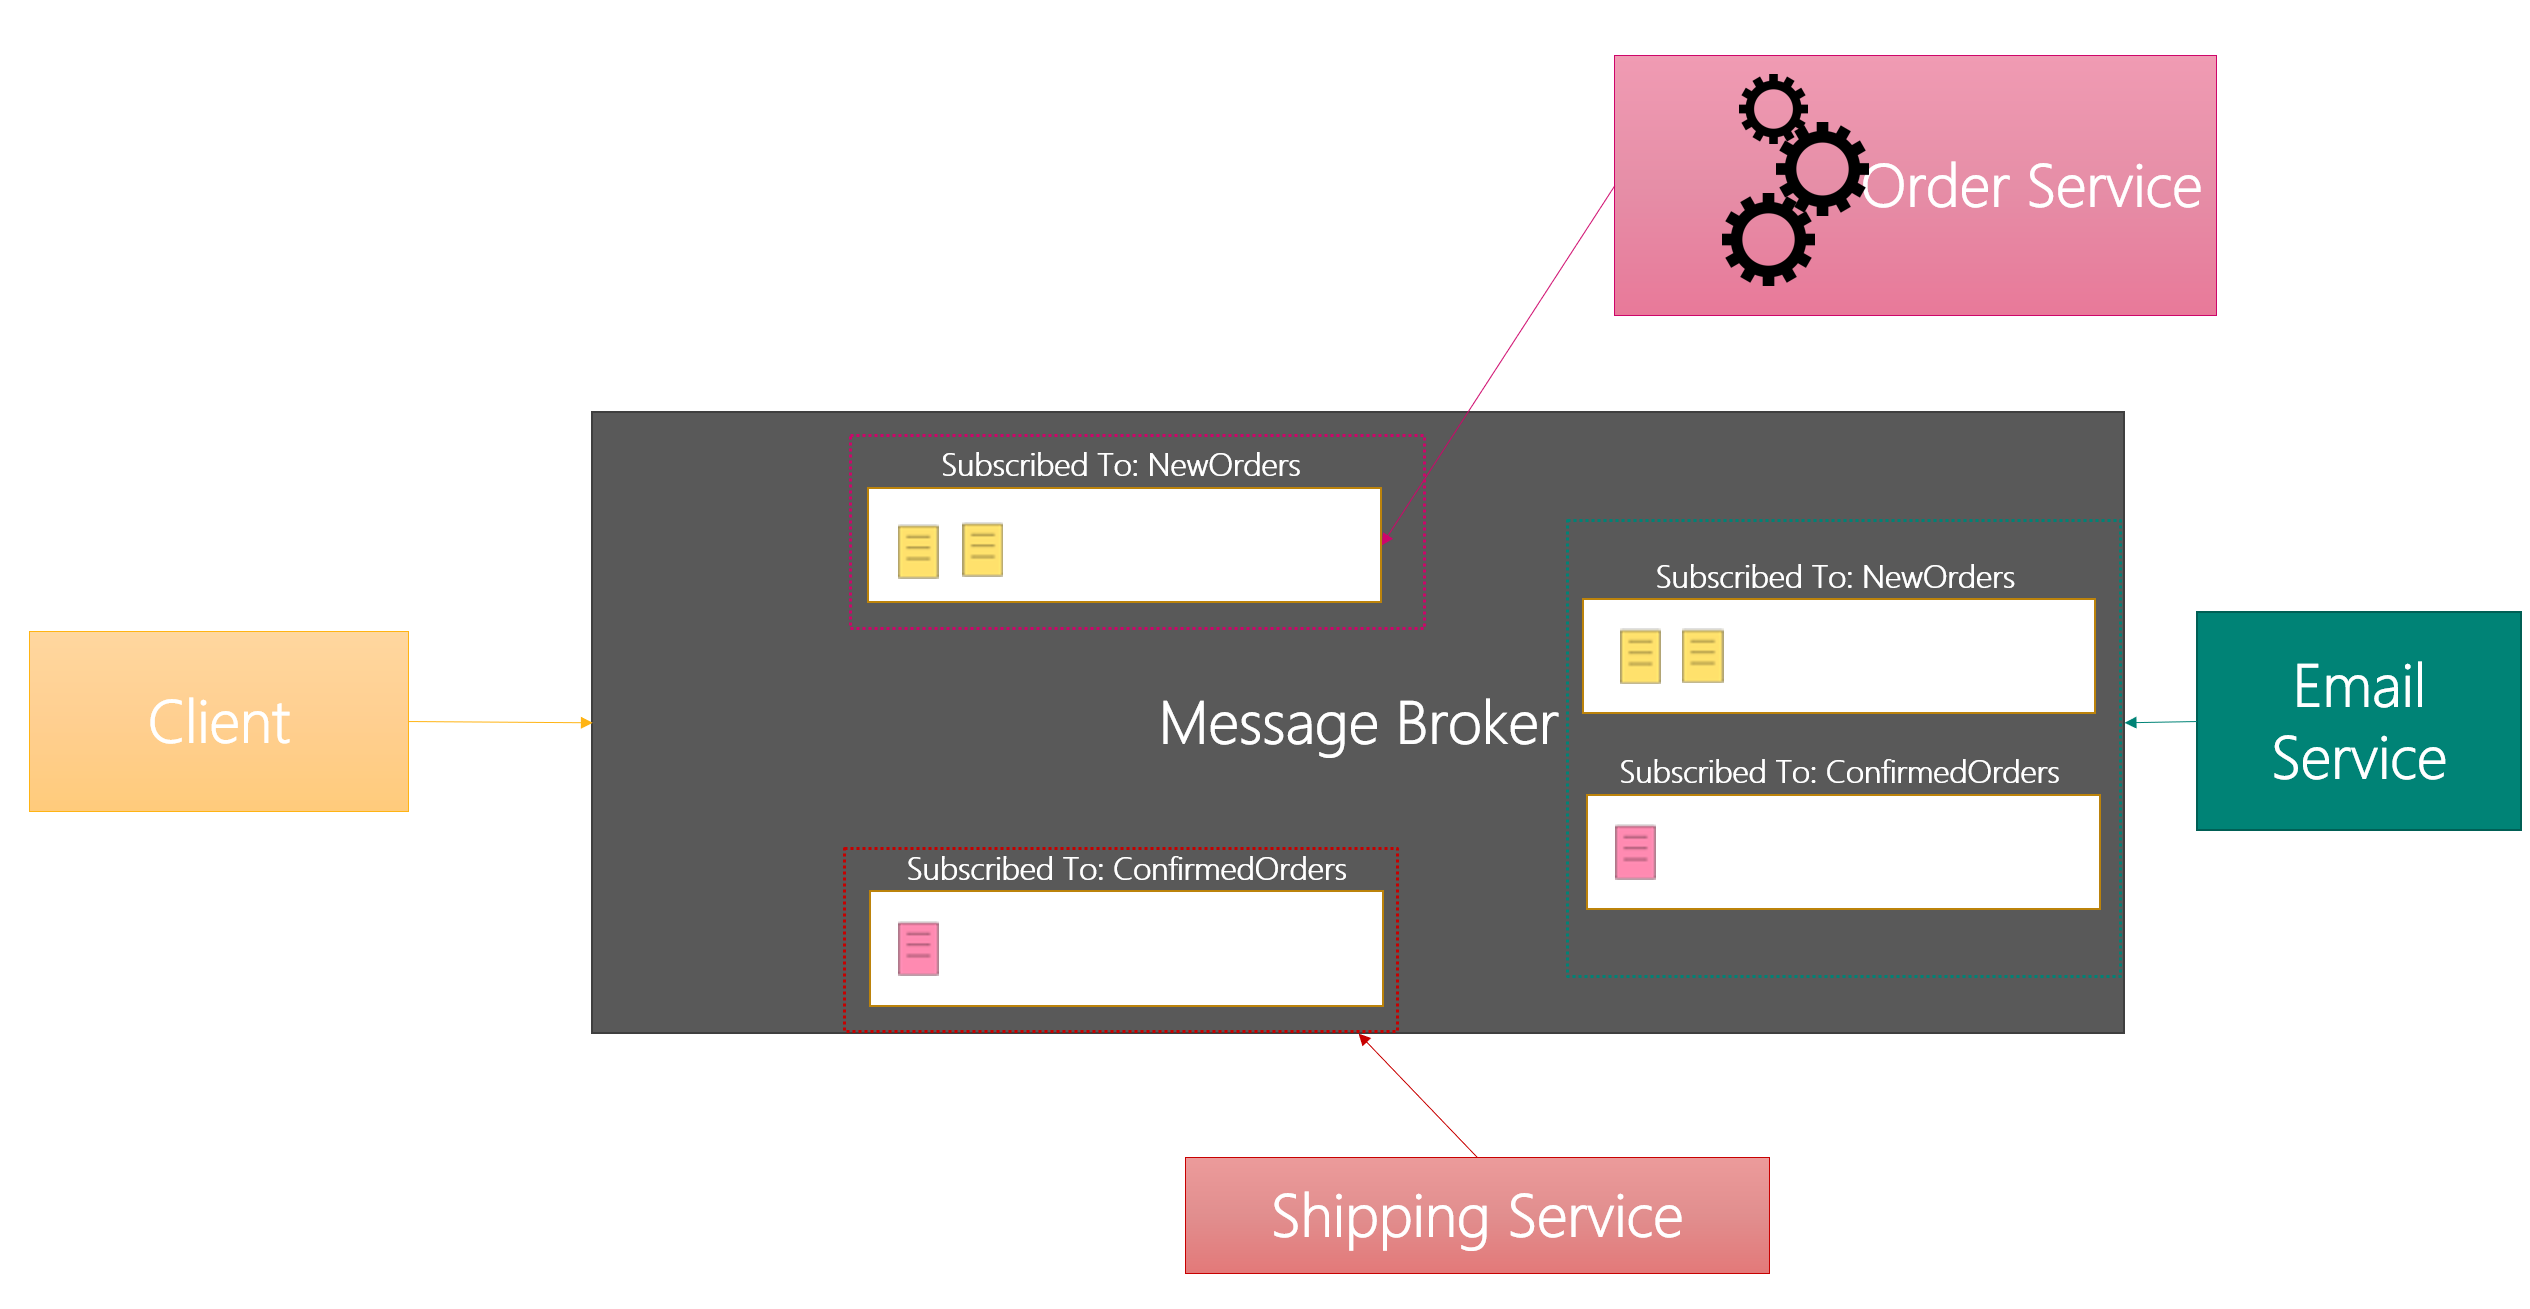 Order Service
Subscribed To: NewOrders
Subscribed To: NewOrders
Client
Message Broker
Email
Service
Subscribed To: ConfirmedOrders
Subscribed To: ConfirmedOrders
Shipping Service